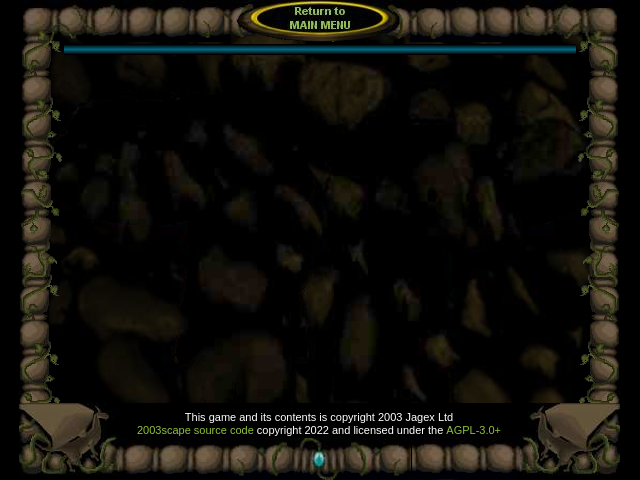 Return to
MAIN MENU
This game and its contents is copyright 2003 Jagex Ltd
2003scape source code copyright 2022 and licensed under the AGPL-3.0+